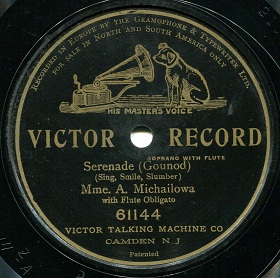 RECORDED IN EUROPE BY THE GRAMOPHONE & TYPEWRITER LTD.
FOR SALE IN NORTH AND SOUTH AMERICA ONLY
HIS MASTER'S VOICE
VICTOR RECORD
SOPRANO WITH FLUTE
Serenade (Gounod)
(Sing, Smile, Slumber)
Mme. A. Michailowa
with Flute Obligato
61144
VICTOR TALKING MACHINE CO
CAMDEN. N.J
Patented